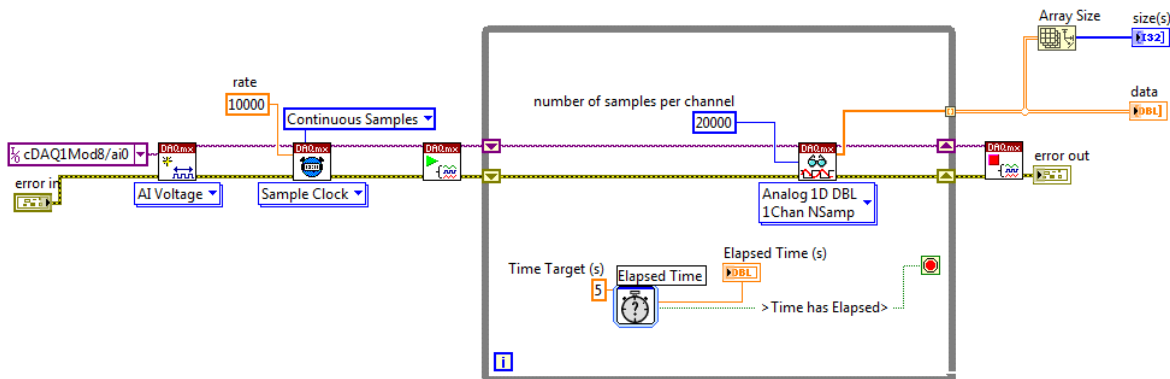 Array Size
size(s)
I32]
rate
10000
Continuous Samples
number of samples per channel
20000
data
DBL]
I/0 cDAQ1Mod8/ai0
DAQmx
DAQmx
DAQmx
DAQmx
DAQmx
error in
error out
AI Voltage
Sample Clock
Analog 1D DBL
1Chan NSamp
Time Target (s)
5
Elapsed Time
?
Elapsed Time (s)
DBL
>Time has Elapsed>
i